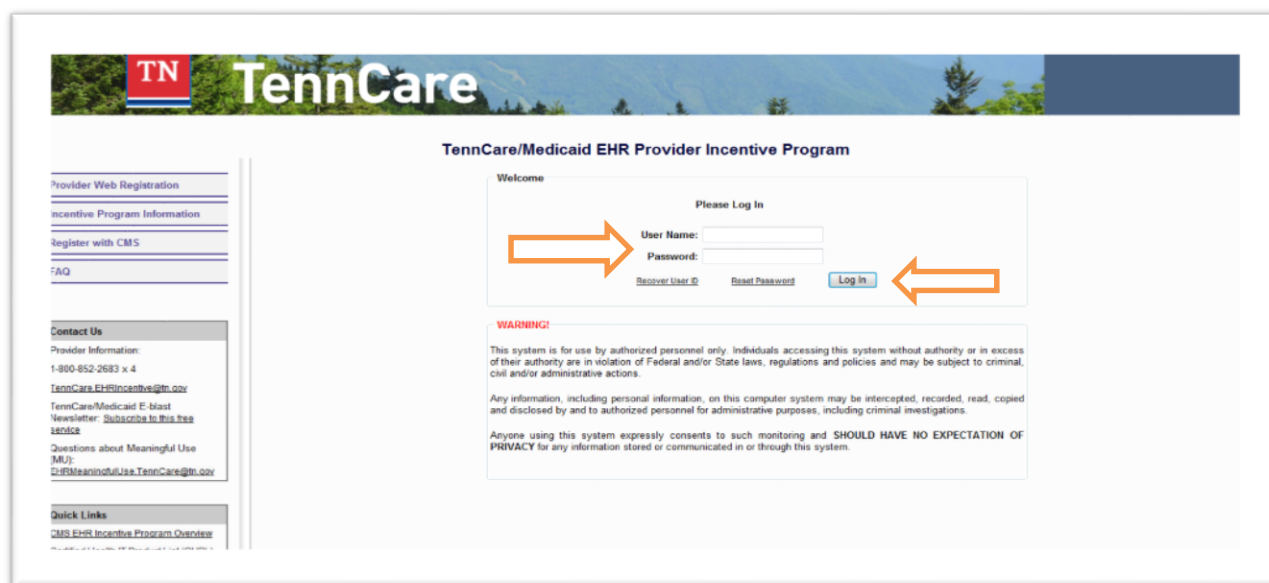 TN
TennCare
TennCare/Medicaid EHR Provider Incentive Program
Provider Web Registration
Incentive Program Information
Register with CMS
FAQ
Contact Us
Provider Information:
1-800-852-2683 x 4
TennCare.EHRIncentive@tn.gov
TennCare/Medicaid E-blast
Newsletter: Subscribe to this free
service
Questions about Meaningful Use
(MU):
EHRMeaningfulUse.TennCare@tn.gov
Quick Links
CMS EHR Incentive Program Overview
Welcome
Please Log In
User Name:
Password:
Recover User ID Reset Password Log In
WARNING!
This system is for use by authorized personnel only. Individuals accessing this system without authority or in excess
of their authority are in violation of Federal and/or State laws, regulations and policies and may be subject to criminal,
civil and/or administrative actions.
Any information, including personal information, on this computer system may be intercepted, recorded, read, copied
and disclosed by and to authorized personnel for administrative purposes, including criminal investigations.
Anyone using this system expressly consents to such monitoring and SHOULD HAVE NO EXPECTATION OF
PRIVACY for any information stored or communicated in or through this system.